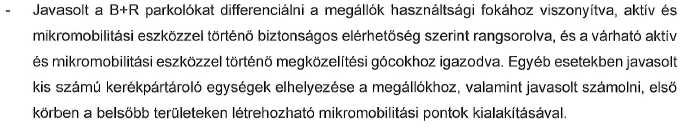 - Javasolt a B+R parkolókat differenciálni a megállók használtsági fokához viszonyítva, aktív és
mikromobilitási eszközzel történő biztonságos elérhetőség szerint rangsorolva, és a várható aktív
és mikromobilitási eszközzel történő megközelítési gócokhoz igazodva. Egyéb esetekben javasolt
kis számú kerékpártároló egységek elhelyezése a megállókhoz, valamint javasolt számolni, első
körben a belsőbb területeken létrehozható mikromobilitási pontok kialakításával.